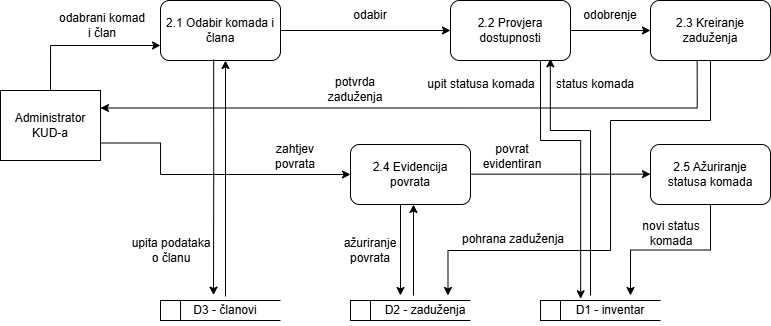 odabrani komad
i član
2.1 Odabir komada i
člana
odabir
2.2 Provjera
dostupnosti
odobrenje
2.3 Kreiranje
zaduženja
potvrda
zaduženja
upit statusa komada
status komada
Administrator
KUD-a
zahtjev
povrata
2.4 Evidencija
povrata
povrat
evidentiran
2.5 Ažuriranje
statusa komada
upita podataka
o članu
ažuriranje
povrata
pohrana zaduženja
novi status
komada
D3 - članovi
D2 - zaduženja
D1 - inventar